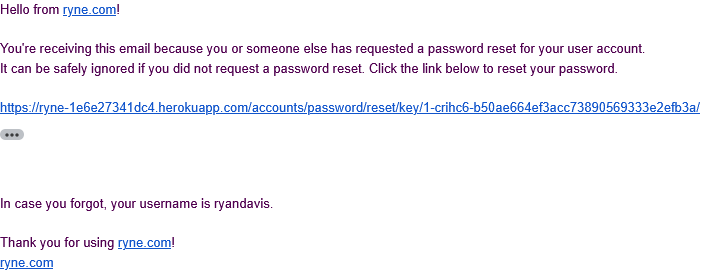 Hello from ryne.com!
You're receiving this email because you or someone else has requested a password reset for your user account.
It can be safely ignored if you did not request a password reset. Click the link below to reset your password.
https://ryne-1e6e27341dc4.herokuapp.com/accounts/password/reset/key/1-crihc6-b50ae664ef3acc73890569333e2efb3a/
In case you forgot, your username is ryandavis.
Thank you for using ryne.com!
ryne.com